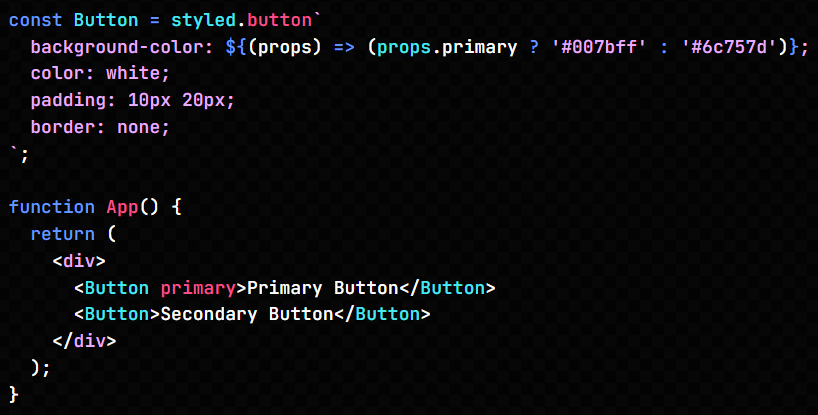 const Button = styled.button`
  background-color: ${(props) => (props.primary ? '#007bff' : '#6c757d')};
  color: white;
  padding: 10px 20px;
  border: none;
`;

function App() {
  return (
    <div>
      <Button primary>Primary Button</Button>
      <Button>Secondary Button</Button>
    </div>
  );
}